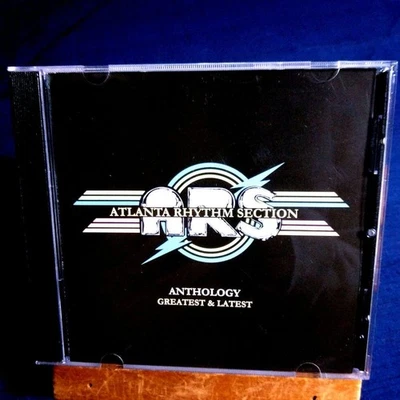 ARS
ATLANTA RHYTHM SECTION
ANTHOLOGY
GREATEST & LATEST